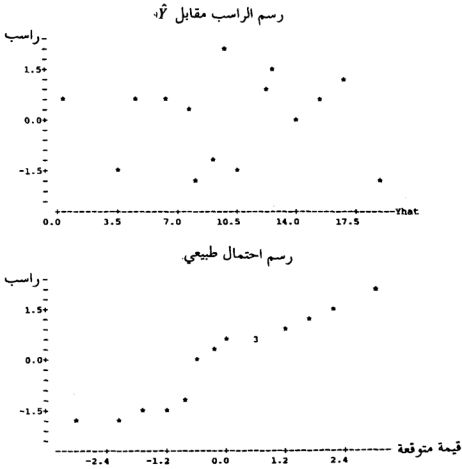 رسم الراسب مقابل Ŷ
راسب
1.5+
0.0+
-1.5+
0.0 3.5 7.0 10.5 14.0 17.5 Yhat
رسم احتمال طبيعي
راسب
1.5+
3
0.0+
-1.5+
-2.4 -1.2 0.0 1.2 2.4 قيمة متوقعة